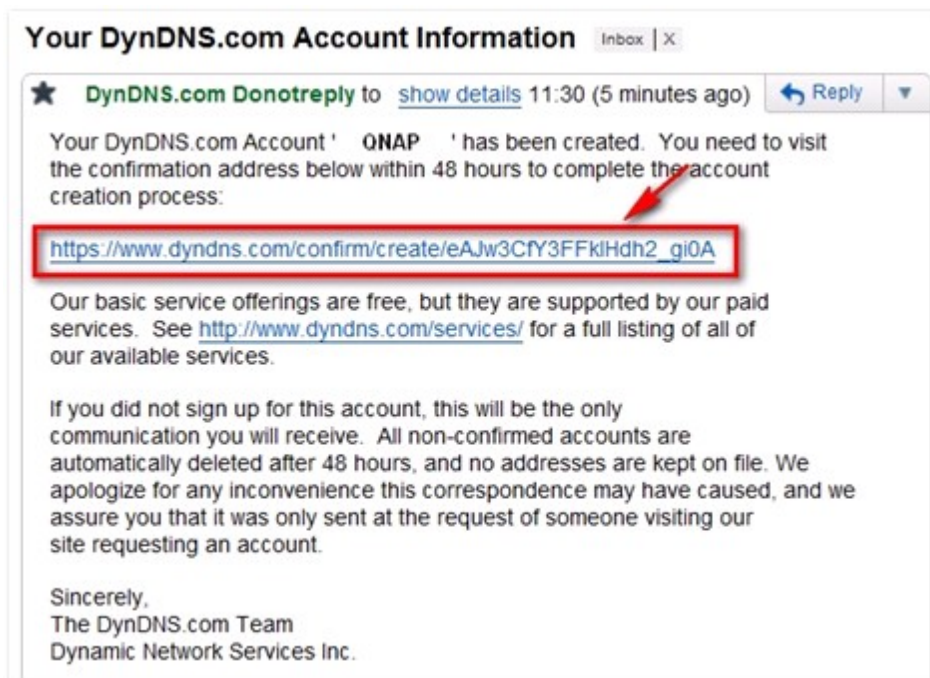 Your DynDNS.com Account Information Inbox | X
DynDNS.com Donotreply to show details 11:30 (5 minutes ago) Reply
Your DynDNS.com Account ' QNAP ' has been created. You need to visit
the confirmation address below within 48 hours to complete the account
creation process:
https://www.dyndns.com/confirm/create/eAJw3CfY3FFklHdh2_gi0A
Our basic service offerings are free, but they are supported by our paid
services. See http://www.dyndns.com/services/ for a full listing of all of
our available services.
If you did not sign up for this account, this will be the only
communication you will receive. All non-confirmed accounts are
automatically deleted after 48 hours, and no addresses are kept on file. We
apologize for any inconvenience this correspondence may have caused, and we
assure you that it was only sent at the request of someone visiting our
site requesting an account.
Sincerely,
The DynDNS.com Team
Dynamic Network Services Inc.